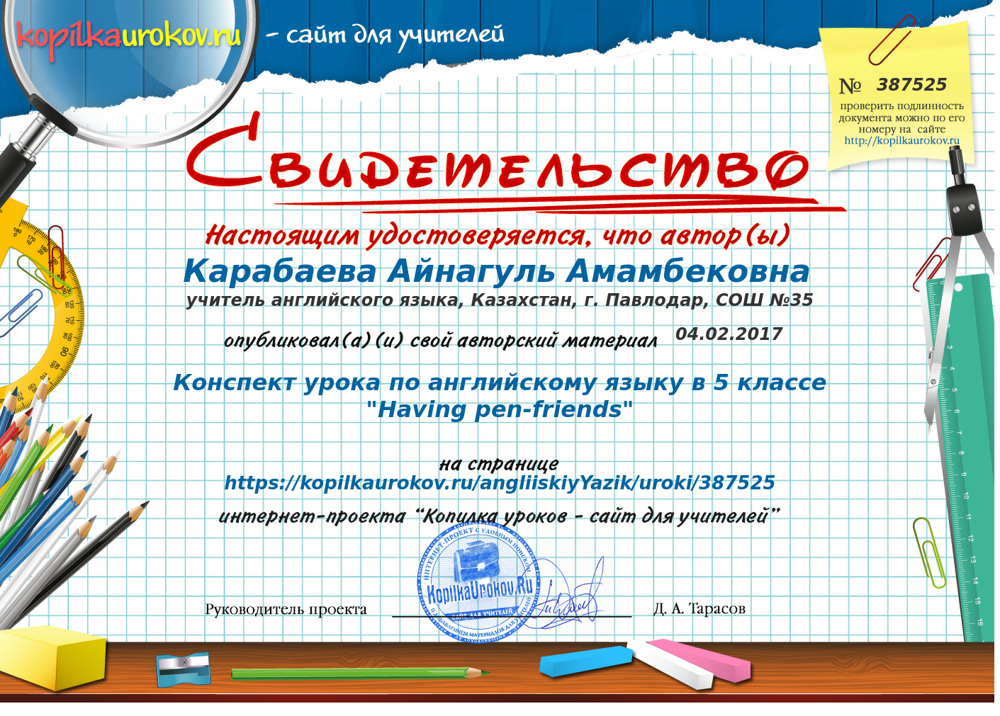 kopilkaurokov.ru - сайт для учителей
№ 387525
проверить подлинность
документа можно по его
номеру на сайте
http://kopilkaurokov.ru
Свидетельство
Настоящим удостоверяется, что автор(ы)
Карабаева Айнагуль Амамбековна
учитель английского языка, Казахстан, г. Павлодар, СОШ №35
опубликовал(а)(и) свой авторский материал 04.02.2017
Конспект урока по английскому языку в 5 классе
"Having pen-friends"
на странице
https://kopilkaurokov.ru/angliiskiyYazik/uroki/387525
интернет-проекта “Копилка уроков - сайт для учителей”
ИНТЕРНЕТ-ПРОЕКТ С УДОБНЫМ ПОИСКОМ
KopilkaUrokov.Ru
САЙТ ДЛЯ УЧИТЕЛЕЙ
И ДОБАВЛЕНИЕМ МАТЕРИАЛОВ ДЛЯ УЧИТЕЛЕЙ
Руководитель проекта
Д. А. Тарасов